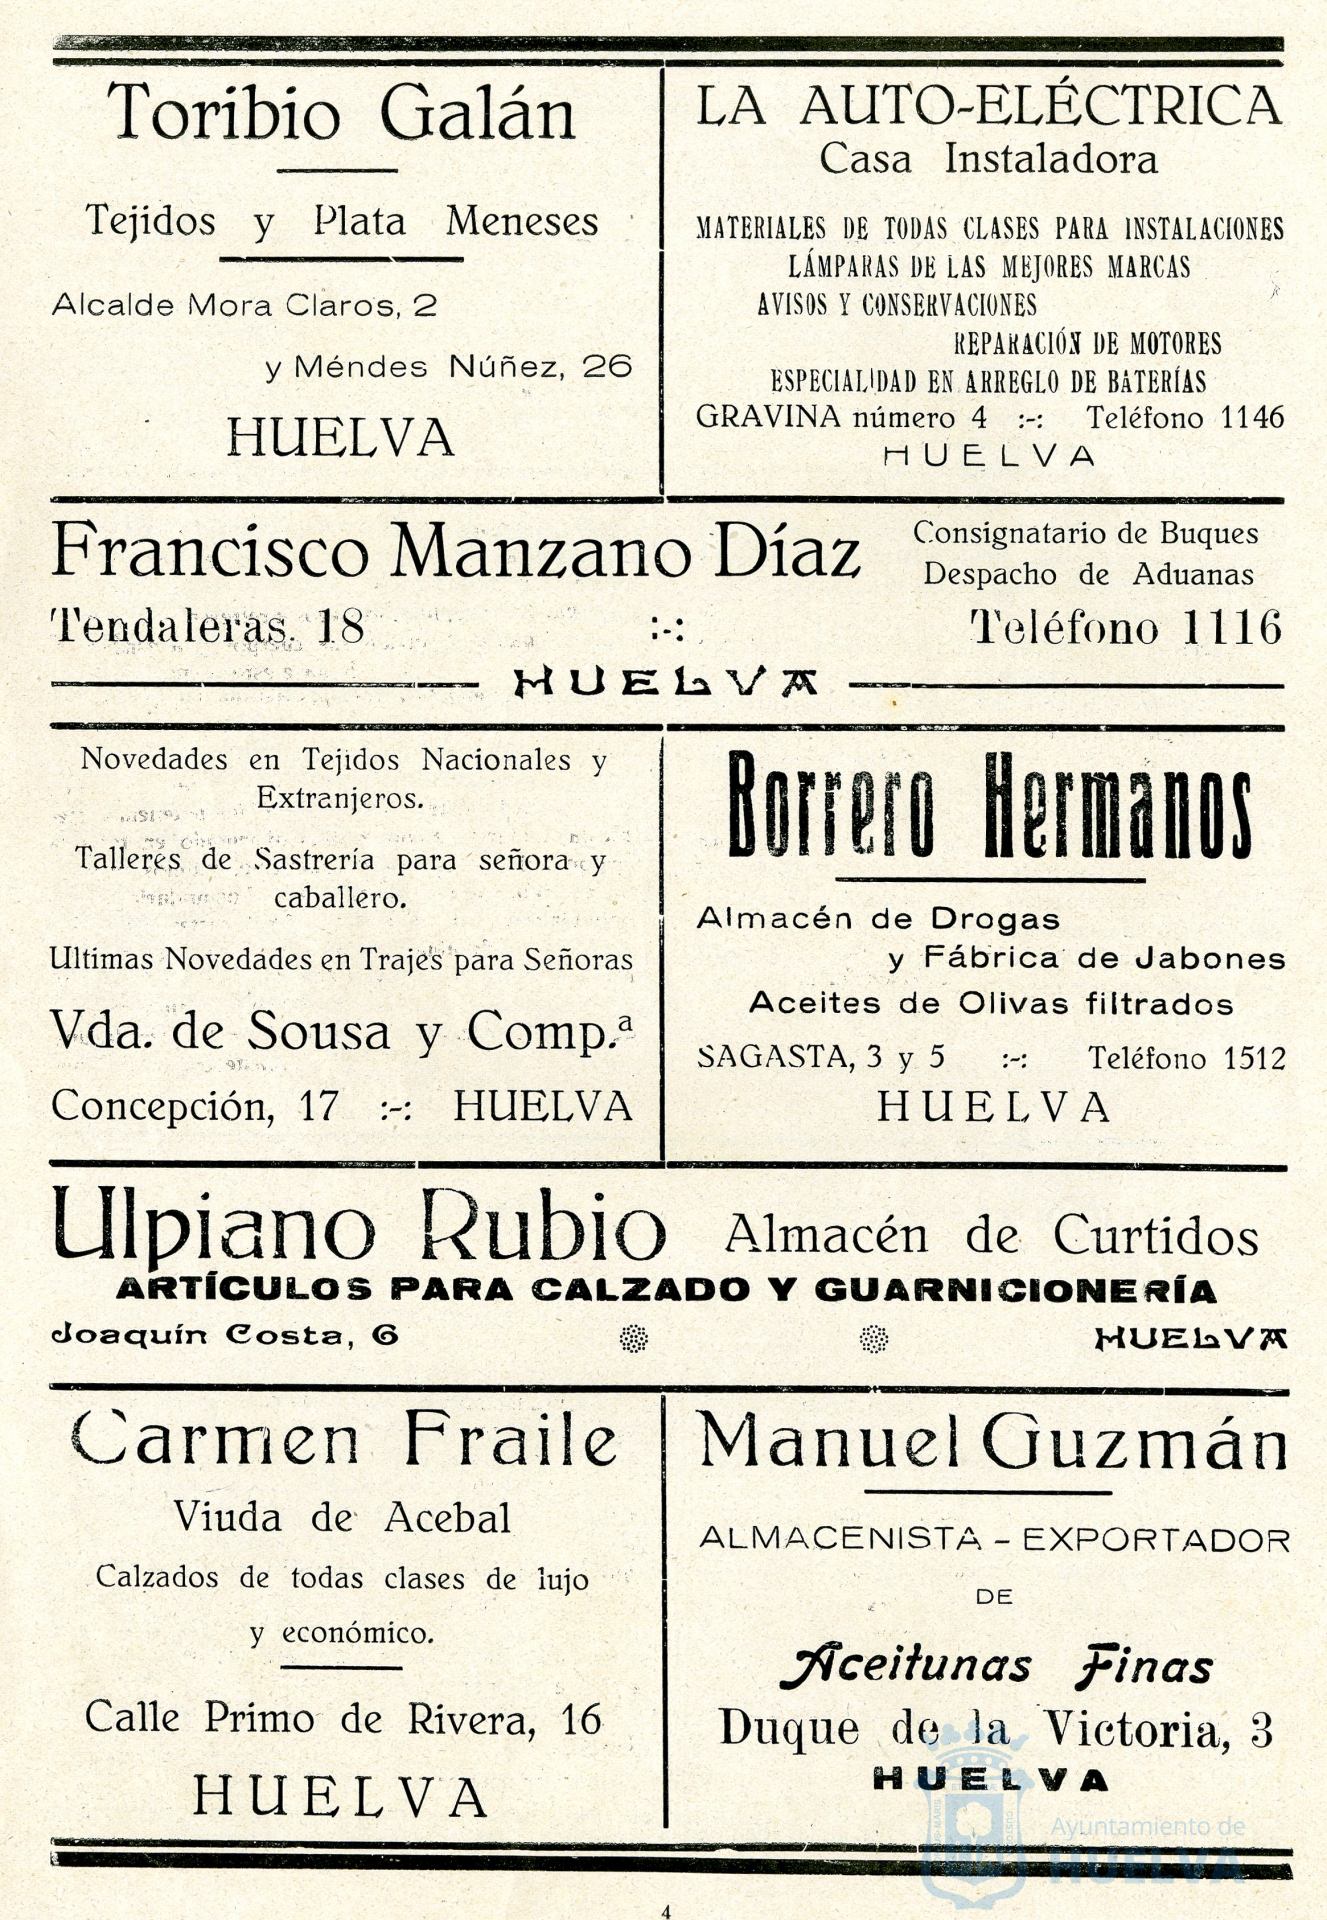 Toribio Galán
Tejidos y Plata Meneses
Alcalde Mora Claros, 2
y Méndes Núñez, 26
HUELVA
LA AUTO-ELÉCTRICA
Casa Instaladora
MATERIALES DE TODAS CLASES PARA INSTALACIONES
LÁMPARAS DE LAS MEJORES MARCAS
AVISOS Y CONSERVACIONES
REPARACIÓN DE MOTORES
ESPECIALIDAD EN ARREGLO DE BATERÍAS
GRAVINA número 4 :-: Teléfono 1146
HUELVA
Francisco Manzano Díaz
Consignatario de Buques
Despacho de Aduanas
Tendaleras. 18 :-: Teléfono 1116
HUELVA
Novedades en Tejidos Nacionales y
Extranjeros.
Talleres de Sastrería para señora y
caballero.
Ultimas Novedades en Trajes para Señoras
Vda. de Sousa y Comp.ª
Concepción, 17 :-: HUELVA
Borrero Hermanos
Almacén de Drogas
y Fábrica de Jabones
Aceites de Olivas filtrados
SAGASTA, 3 y 5 :-: Teléfono 1512
HUELVA
Ulpiano Rubio Almacén de Curtidos
ARTÍCULOS PARA CALZADO Y GUARNICIONERÍA
Joaquín Costa, 6 HUELVA
Carmen Fraile
Viuda de Acebal
Calzados de todas clases de lujo
y económico.
Calle Primo de Rivera, 16
HUELVA
Manuel Guzmán
ALMACENISTA - EXPORTADOR
DE
Aceitunas Finas
Duque de la Victoria, 3
HUELVA
Ayuntamiento de
HUELVA
4